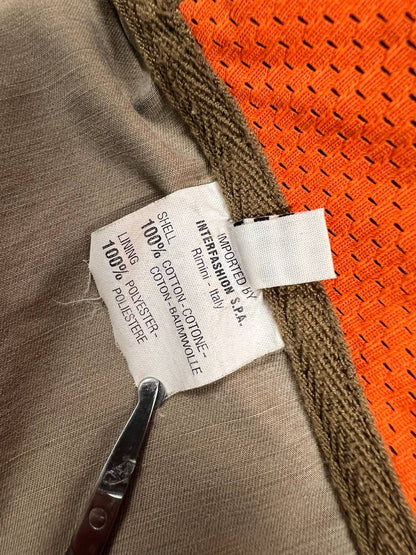 IMPORTED BY
INTERFASHION S.P.A.
Rimini - Italy
SHELL
100% COTTON - COTONE -
COTON - BAUMWOLLE
LINING
100% POLYESTER -
POLIESTERE